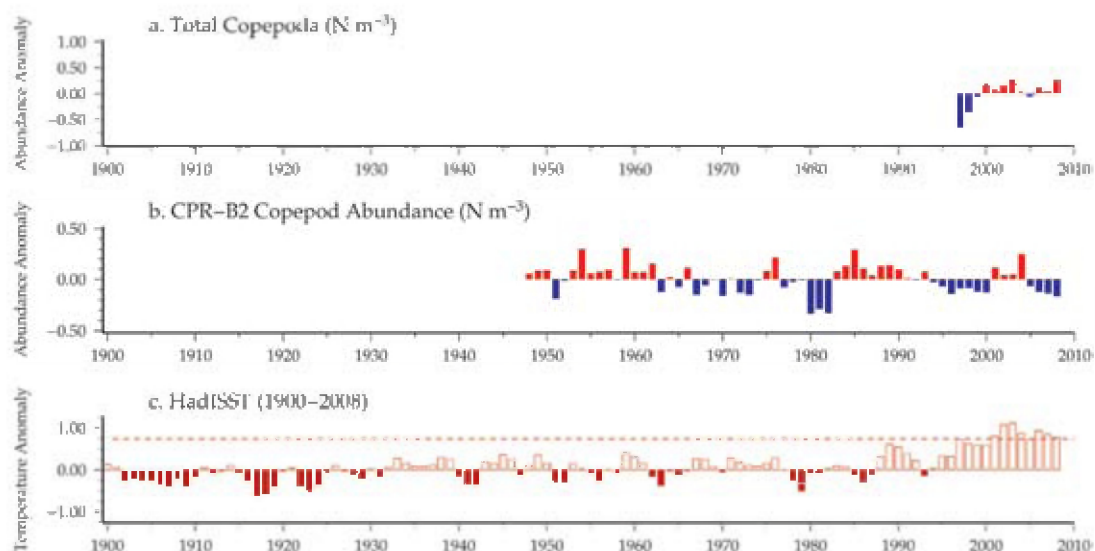 a. Total Copepoda (N m⁻³)
Abundance Anomaly
1.00
0.50
0.00
−0.50
−1.00
1900 1910 1920 1930 1940 1950 1960 1970 1980 1990 2000 2010
b. CPR–B2 Copepod Abundance (N m⁻³)
Abundance Anomaly
0.50
0.00
−0.50
1900 1910 1920 1930 1940 1950 1960 1970 1980 1990 2000 2010
c. HadISST (1900–2008)
Temperature Anomaly
1.00
0.00
−1.00
1900 1910 1920 1930 1940 1950 1960 1970 1980 1990 2000 2010